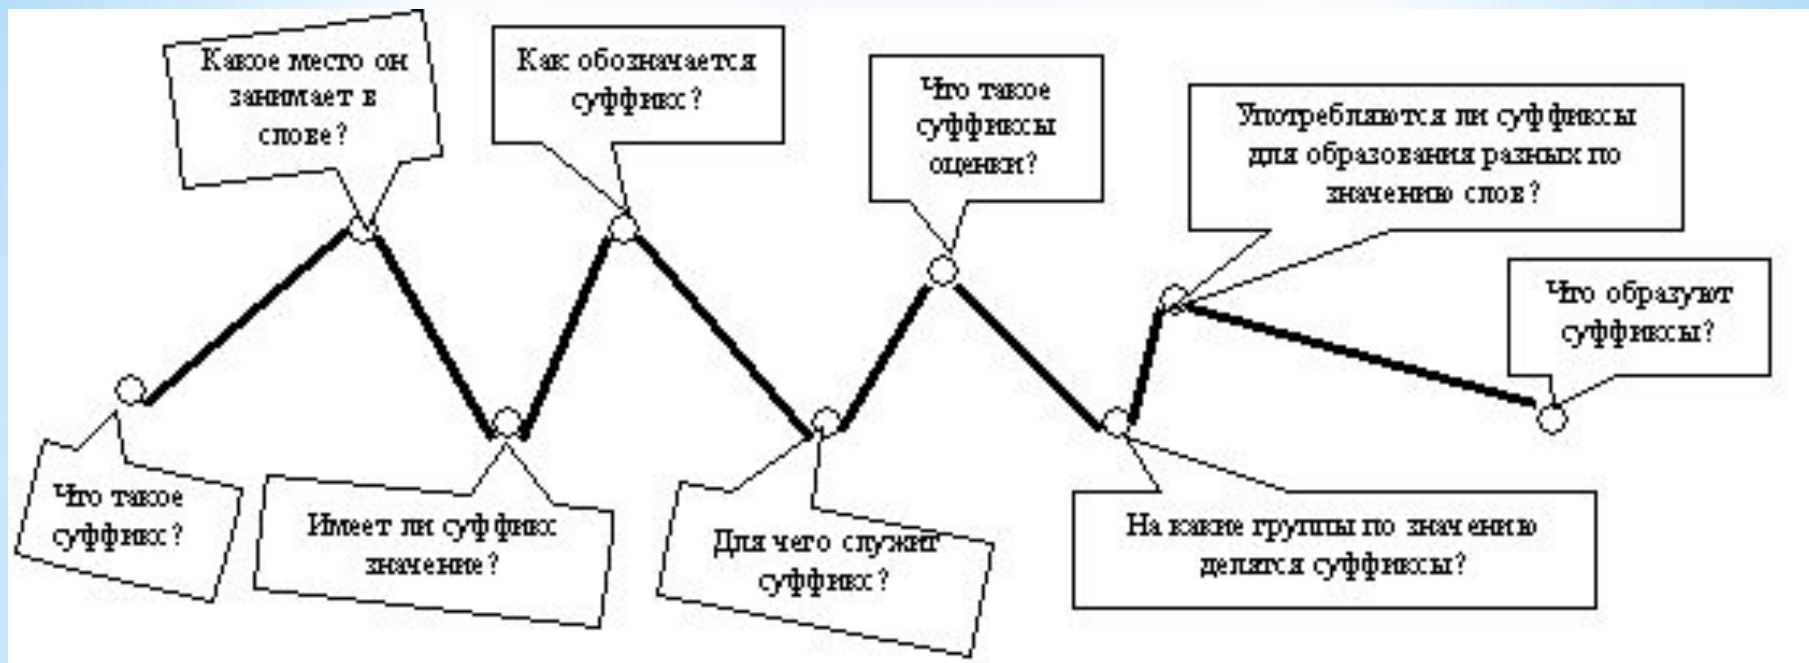 Что такое
суффикс?
Какое место он
занимает в
слове?
Имеет ли суффикс
значение?
Как обозначается
суффикс?
Для чего служит
суффикс?
Что такое
суффиксы
оценки?
На какие группы по значению
делятся суффиксы?
Употребляются ли суффиксы
для образования разных по
значению слов?
Что образуют
суффиксы?